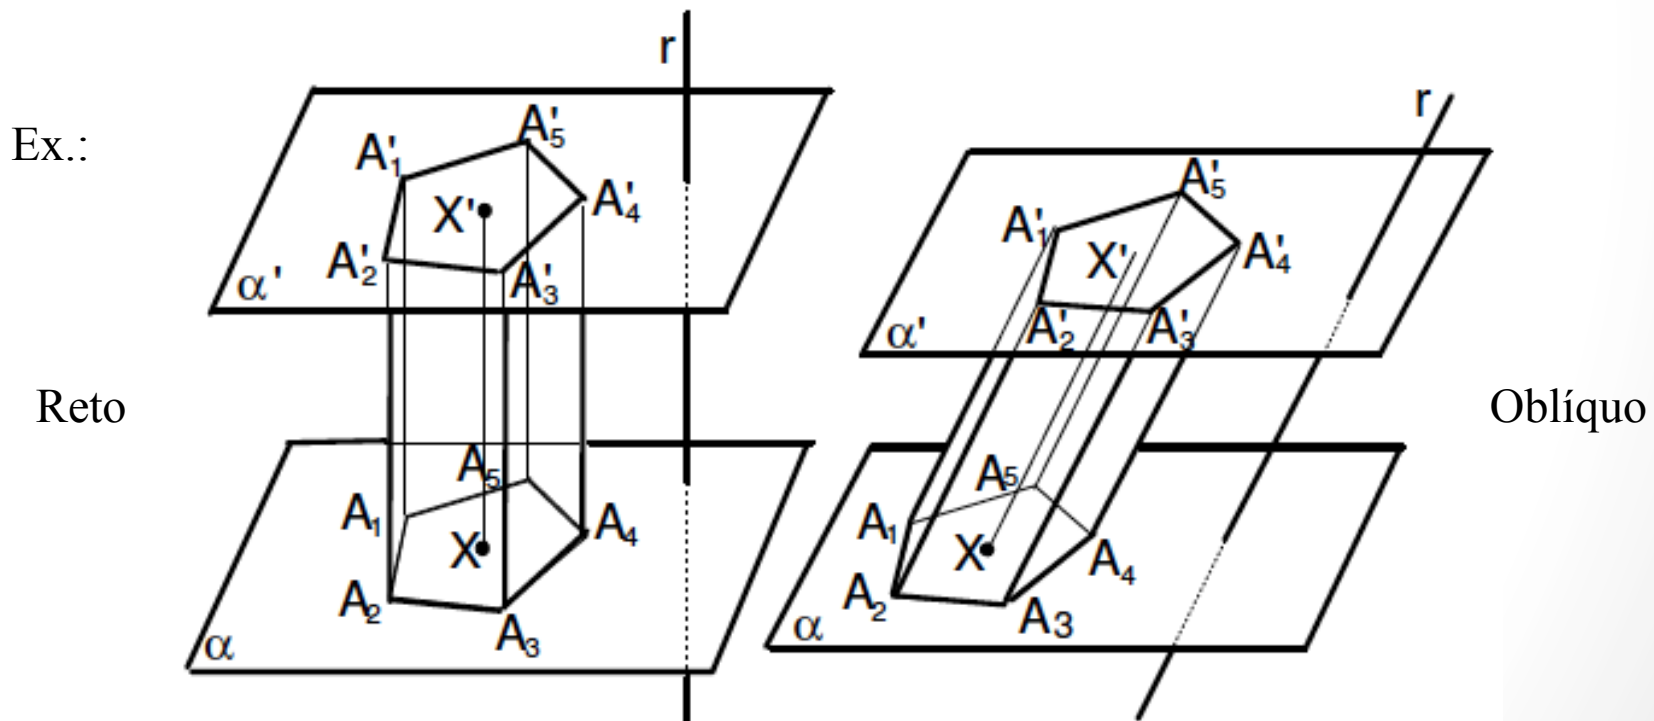 Ex.:
r
A'5
A'1
A'4
X'
A'2
A'3
α'
Reto
A5
A1
A4
X
A2
A3
α
r
A'5
A'1
A'4
X'
A'2
A'3
α'
Oblíquo
A5
A1
X
A4
A2
A3
α